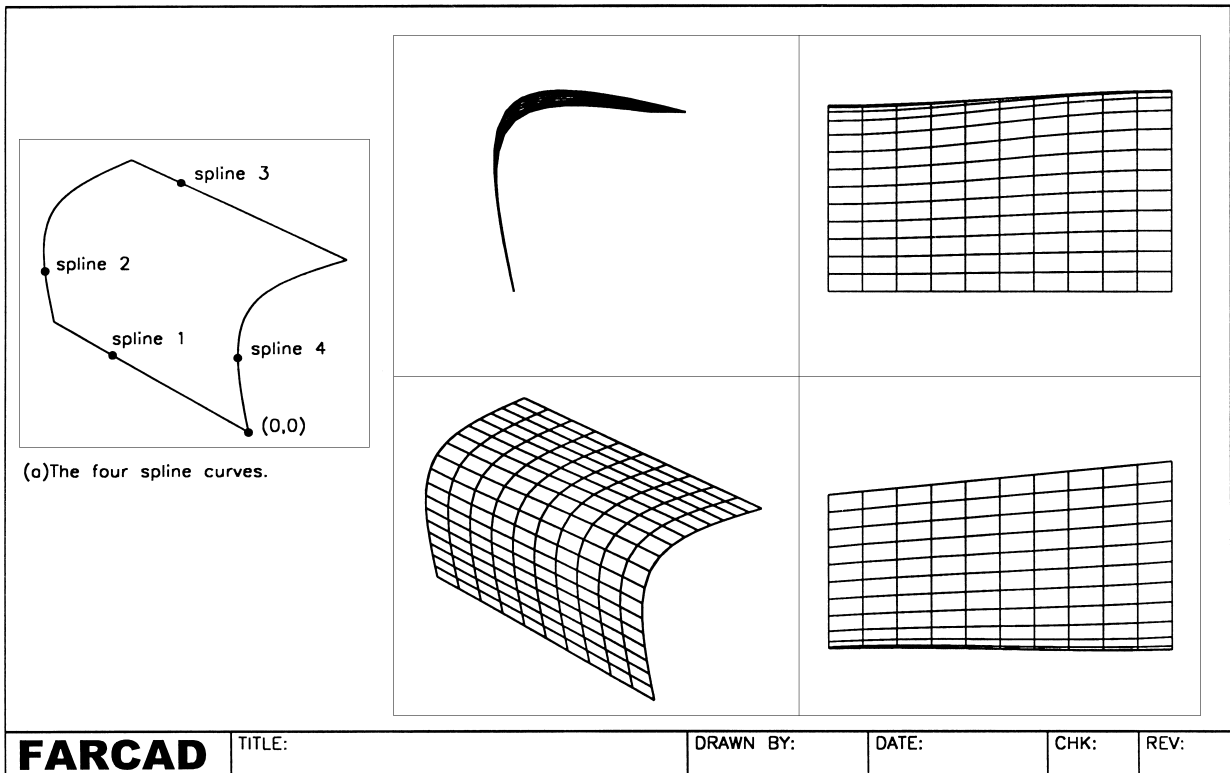 spline 3
spline 2
spline 1
spline 4
(0,0)
(a)The four spline curves.
FARCAD
TITLE:
DRAWN BY:
DATE:
CHK:
REV: